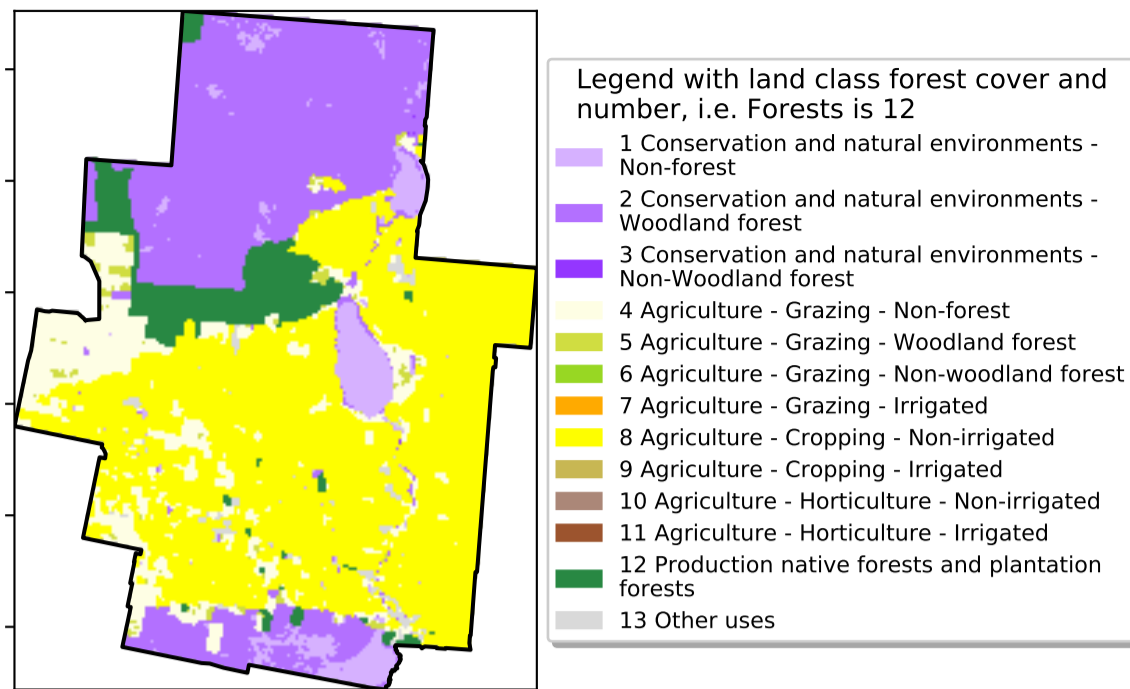 Legend with land class forest cover and
number, i.e. Forests is 12
1 Conservation and natural environments -
Non-forest
2 Conservation and natural environments -
Woodland forest
3 Conservation and natural environments -
Non-Woodland forest
4 Agriculture - Grazing - Non-forest
5 Agriculture - Grazing - Woodland forest
6 Agriculture - Grazing - Non-woodland forest
7 Agriculture - Grazing - Irrigated
8 Agriculture - Cropping - Non-irrigated
9 Agriculture - Cropping - Irrigated
10 Agriculture - Horticulture - Non-irrigated
11 Agriculture - Horticulture - Irrigated
12 Production native forests and plantation
forests
13 Other uses